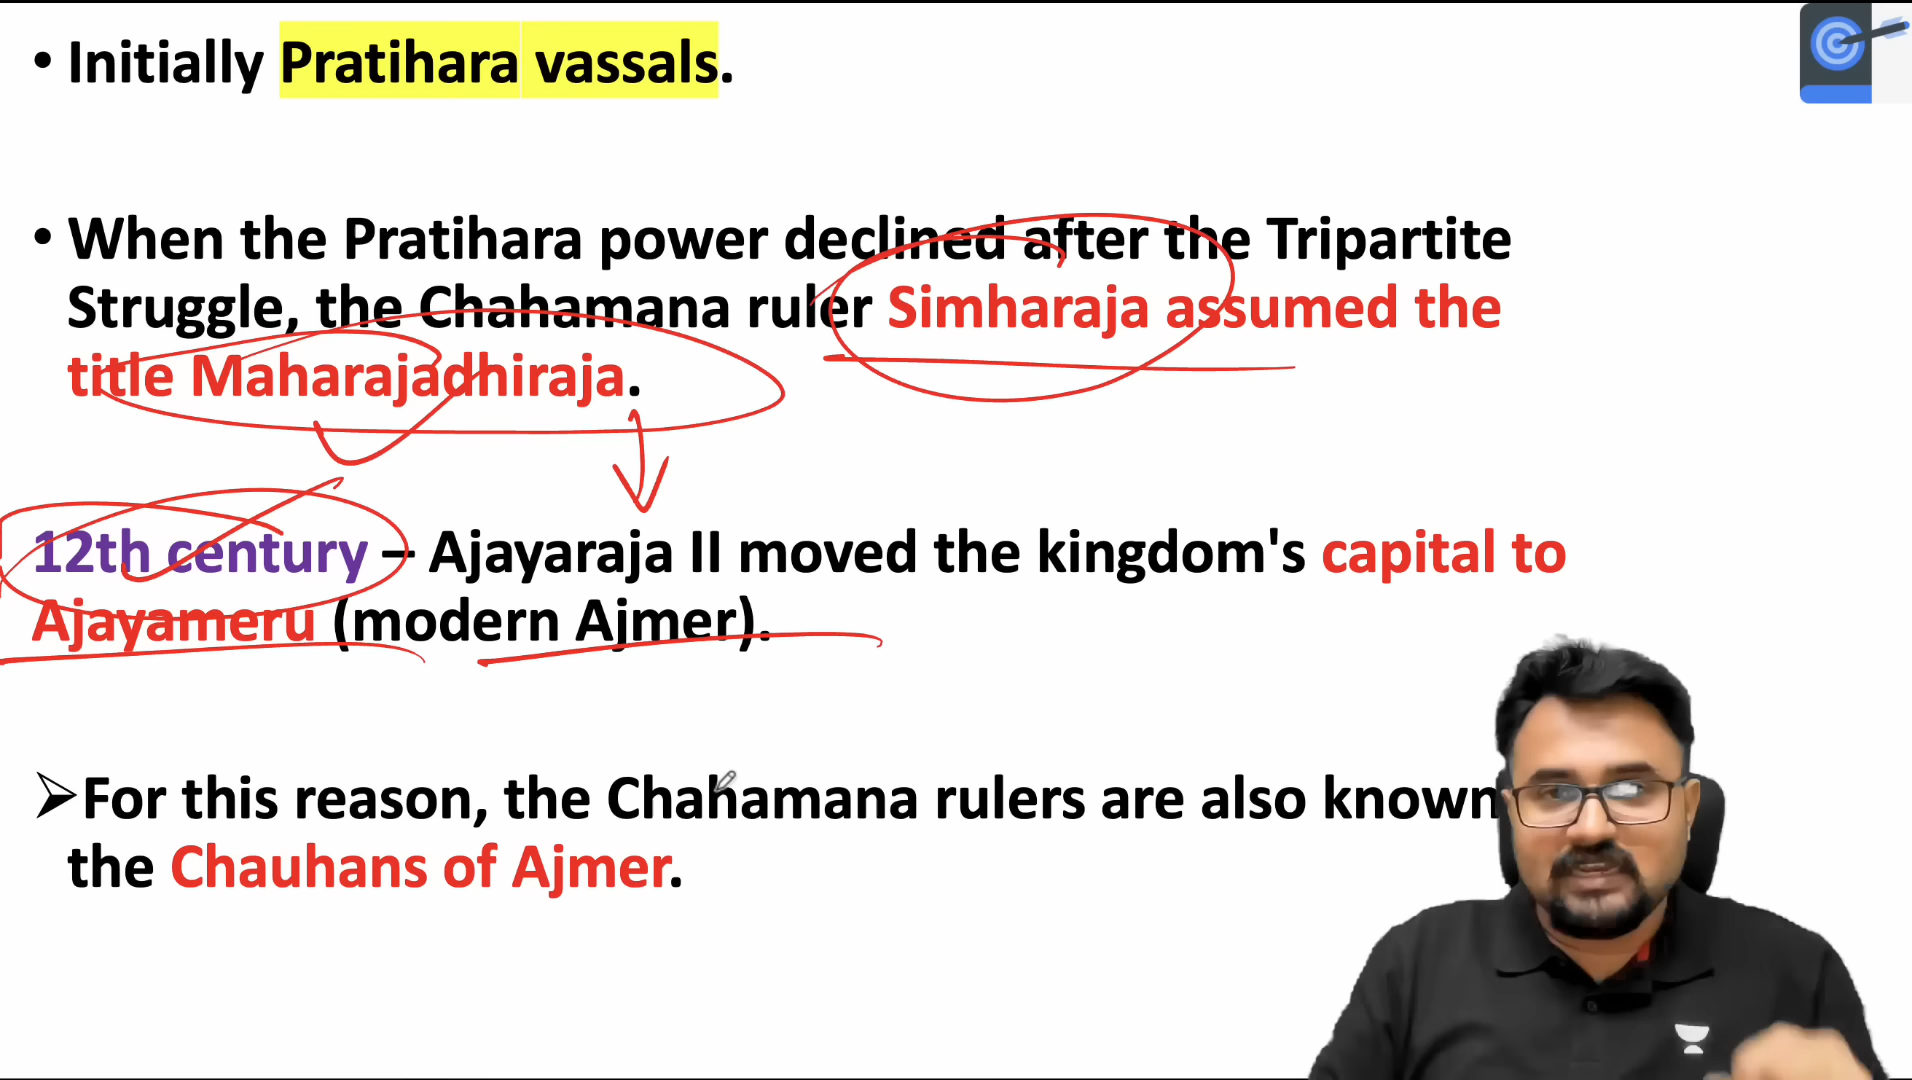 • Initially Pratihara vassals.
• When the Pratihara power declined after the Tripartite
Struggle, the Chahamana ruler Simharaja assumed the
title Maharajadhiraja.
12th century – Ajayaraja II moved the kingdom's capital to
Ajayameru (modern Ajmer).
➢For this reason, the Chahamana rulers are also known
the Chauhans of Ajmer.